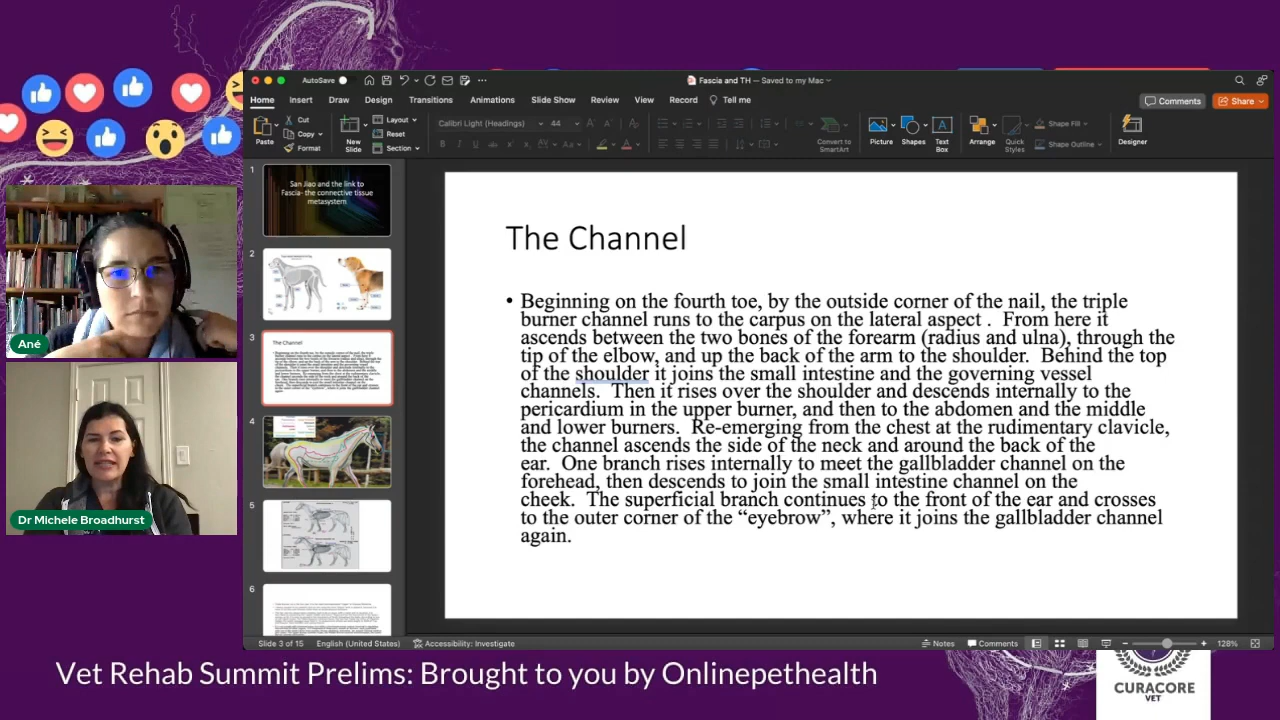 AutoSave
Fascia and TH — Saved to my Mac
Home Insert Draw Design Transitions Animations Slide Show Review View Record Tell me
Comments Share
Paste
Cut
Copy
Format
New
Slide
Layout
Reset
Section
Calibri Light (Headings) 44
Convert to
SmartArt
Picture
Shapes
Text
Box
Arrange
Quick
Styles
Shape Fill
Shape Outline
Designer
1
San Jiao and the link to
Fascia- the connective tissue
metasystem
2
3
The Channel
4
5
6
The Channel
• Beginning on the fourth toe, by the outside corner of the nail, the triple
burner channel runs to the carpus on the lateral aspect . From here it
ascends between the two bones of the forearm (radius and ulna), through the
tip of the elbow, and up the back of the arm to the shoulder. Behind the top
of the shoulder it joins the small intestine and the governing vessel
channels. Then it rises over the shoulder and descends internally to the
pericardium in the upper burner, and then to the abdomen and the middle
and lower burners. Re-emerging from the chest at the rudimentary clavicle,
the channel ascends the side of the neck and around the back of the
ear. One branch rises internally to meet the gallbladder channel on the
forehead, then descends to join the small intestine channel on the
cheek. The superficial branch continues to the front of the ear and crosses
to the outer corner of the “eyebrow”, where it joins the gallbladder channel
again.
Ané
Dr Michele Broadhurst
Slide 3 of 15 English (United States) Accessibility: Investigate
Notes Comments 128%
Vet Rehab Summit Prelims: Brought to you by Onlinepethealth
CURACORE
VET